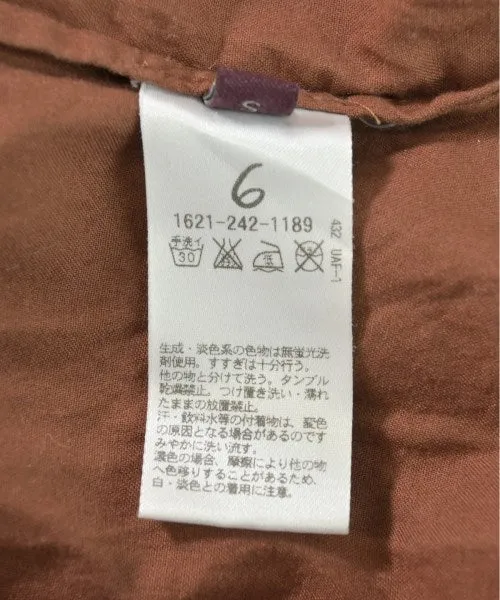 S
6
1621-242-1189
432 UAF-1
手洗イ
30
低
生成・淡色系の色物は無蛍光洗
剤使用。すすぎは十分行う。
他の物と分けて洗う。タンブル
乾燥禁止。つけ置き洗い・濡れ
たままの放置禁止。
汗・飲料水等の付着物は、変色
の原因となる場合があるのです
みやかに洗い流す。
濃色の場合、摩擦により他の物
へ色移りすることがあるため、
白・淡色との着用に注意。